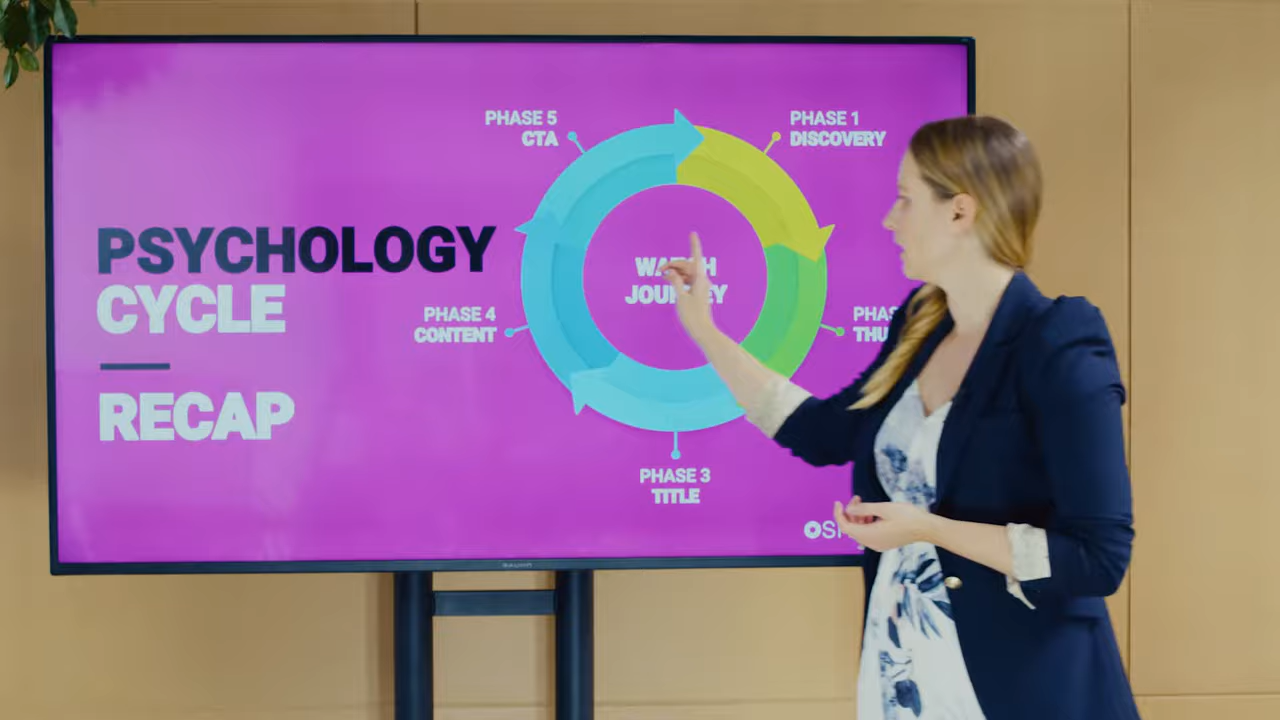 PSYCHOLOGY
CYCLE
RECAP
PHASE 5
CTA
PHASE 1
DISCOVERY
PHASE 4
CONTENT
PHASE 3
TITLE